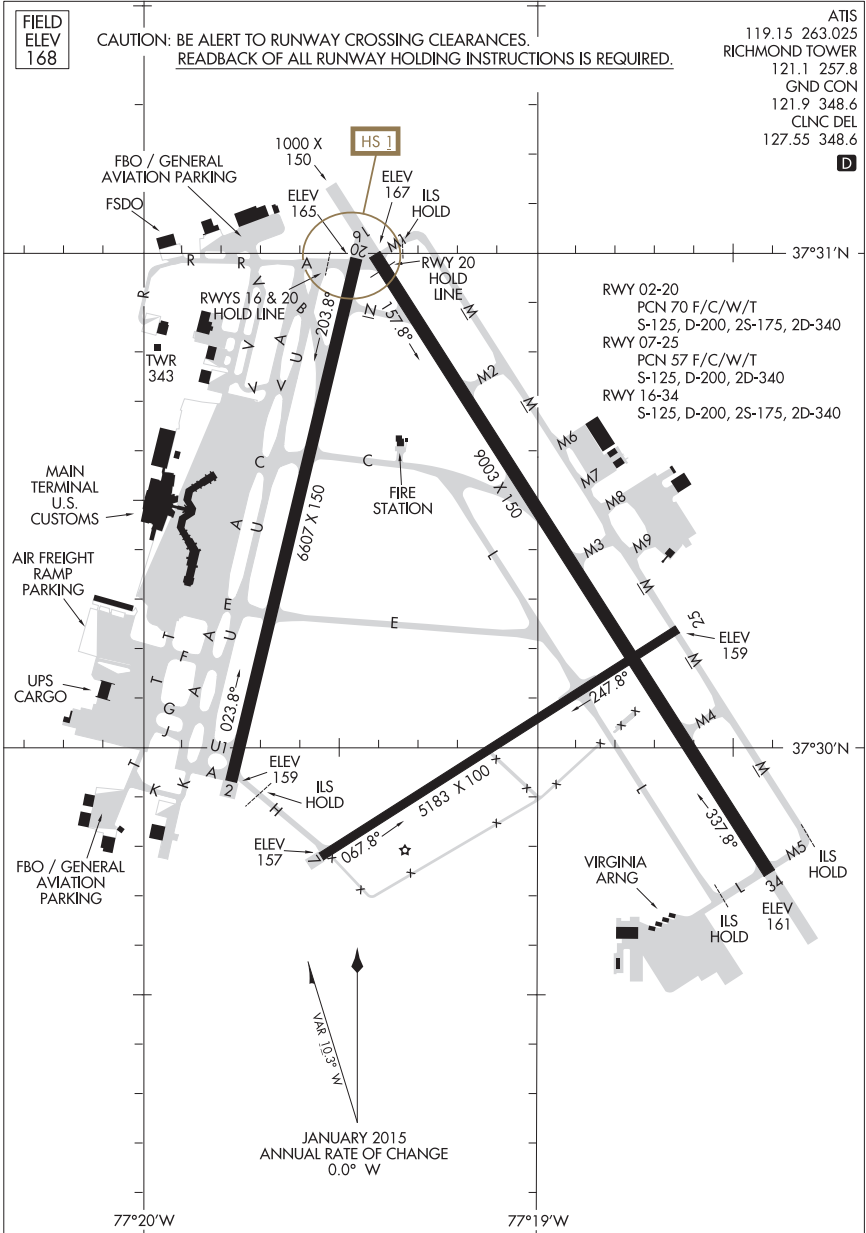 FIELD
ELEV
168
CAUTION: BE ALERT TO RUNWAY CROSSING CLEARANCES.
READBACK OF ALL RUNWAY HOLDING INSTRUCTIONS IS REQUIRED.
ATIS
119.15 263.025
RICHMOND TOWER
121.1 257.8
GND CON
121.9 348.6
CLNC DEL
127.55 348.6
D
HS 1
1000 X
150
FBO / GENERAL
AVIATION PARKING
FSDO
ELEV
165
ELEV
167
ILS
HOLD
16
20
M1
37°31'N
R
R
R
V
A
B
RWYS 16 & 20
HOLD LINE
RWY 20
HOLD
LINE
203.8°
N
157.8°
W
RWY 02-20
PCN 70 F/C/W/T
S-125, D-200, 2S-175, 2D-340
RWY 07-25
PCN 57 F/C/W/T
S-125, D-200, 2D-340
RWY 16-34
S-125, D-200, 2S-175, 2D-340
TWR
343
V
V
V
A
U
U
M2
W
M6
M7
M8
M9
M3
W
MAIN
TERMINAL
U.S.
CUSTOMS
C
C
FIRE
STATION
9003 X 150
6607 X 150
A
U
U
L
AIR FREIGHT
RAMP
PARKING
E
E
T
A
U
F
25
ELEV
159
W
UPS
CARGO
T
A
G
J
023.8°
247.8°
M4
W
37°30'N
U1
T
K
K
A
2
ELEV
159
ILS
HOLD
H
5183 X 100
067.8°
L
337.8°
ELEV
157
7
FBO / GENERAL
AVIATION
PARKING
VIRGINIA
ARNG
M5
ILS
HOLD
L
34
ILS
HOLD
ELEV
161
VAR 10.3° W
JANUARY 2015
ANNUAL RATE OF CHANGE
0.0° W
77°20'W
77°19'W